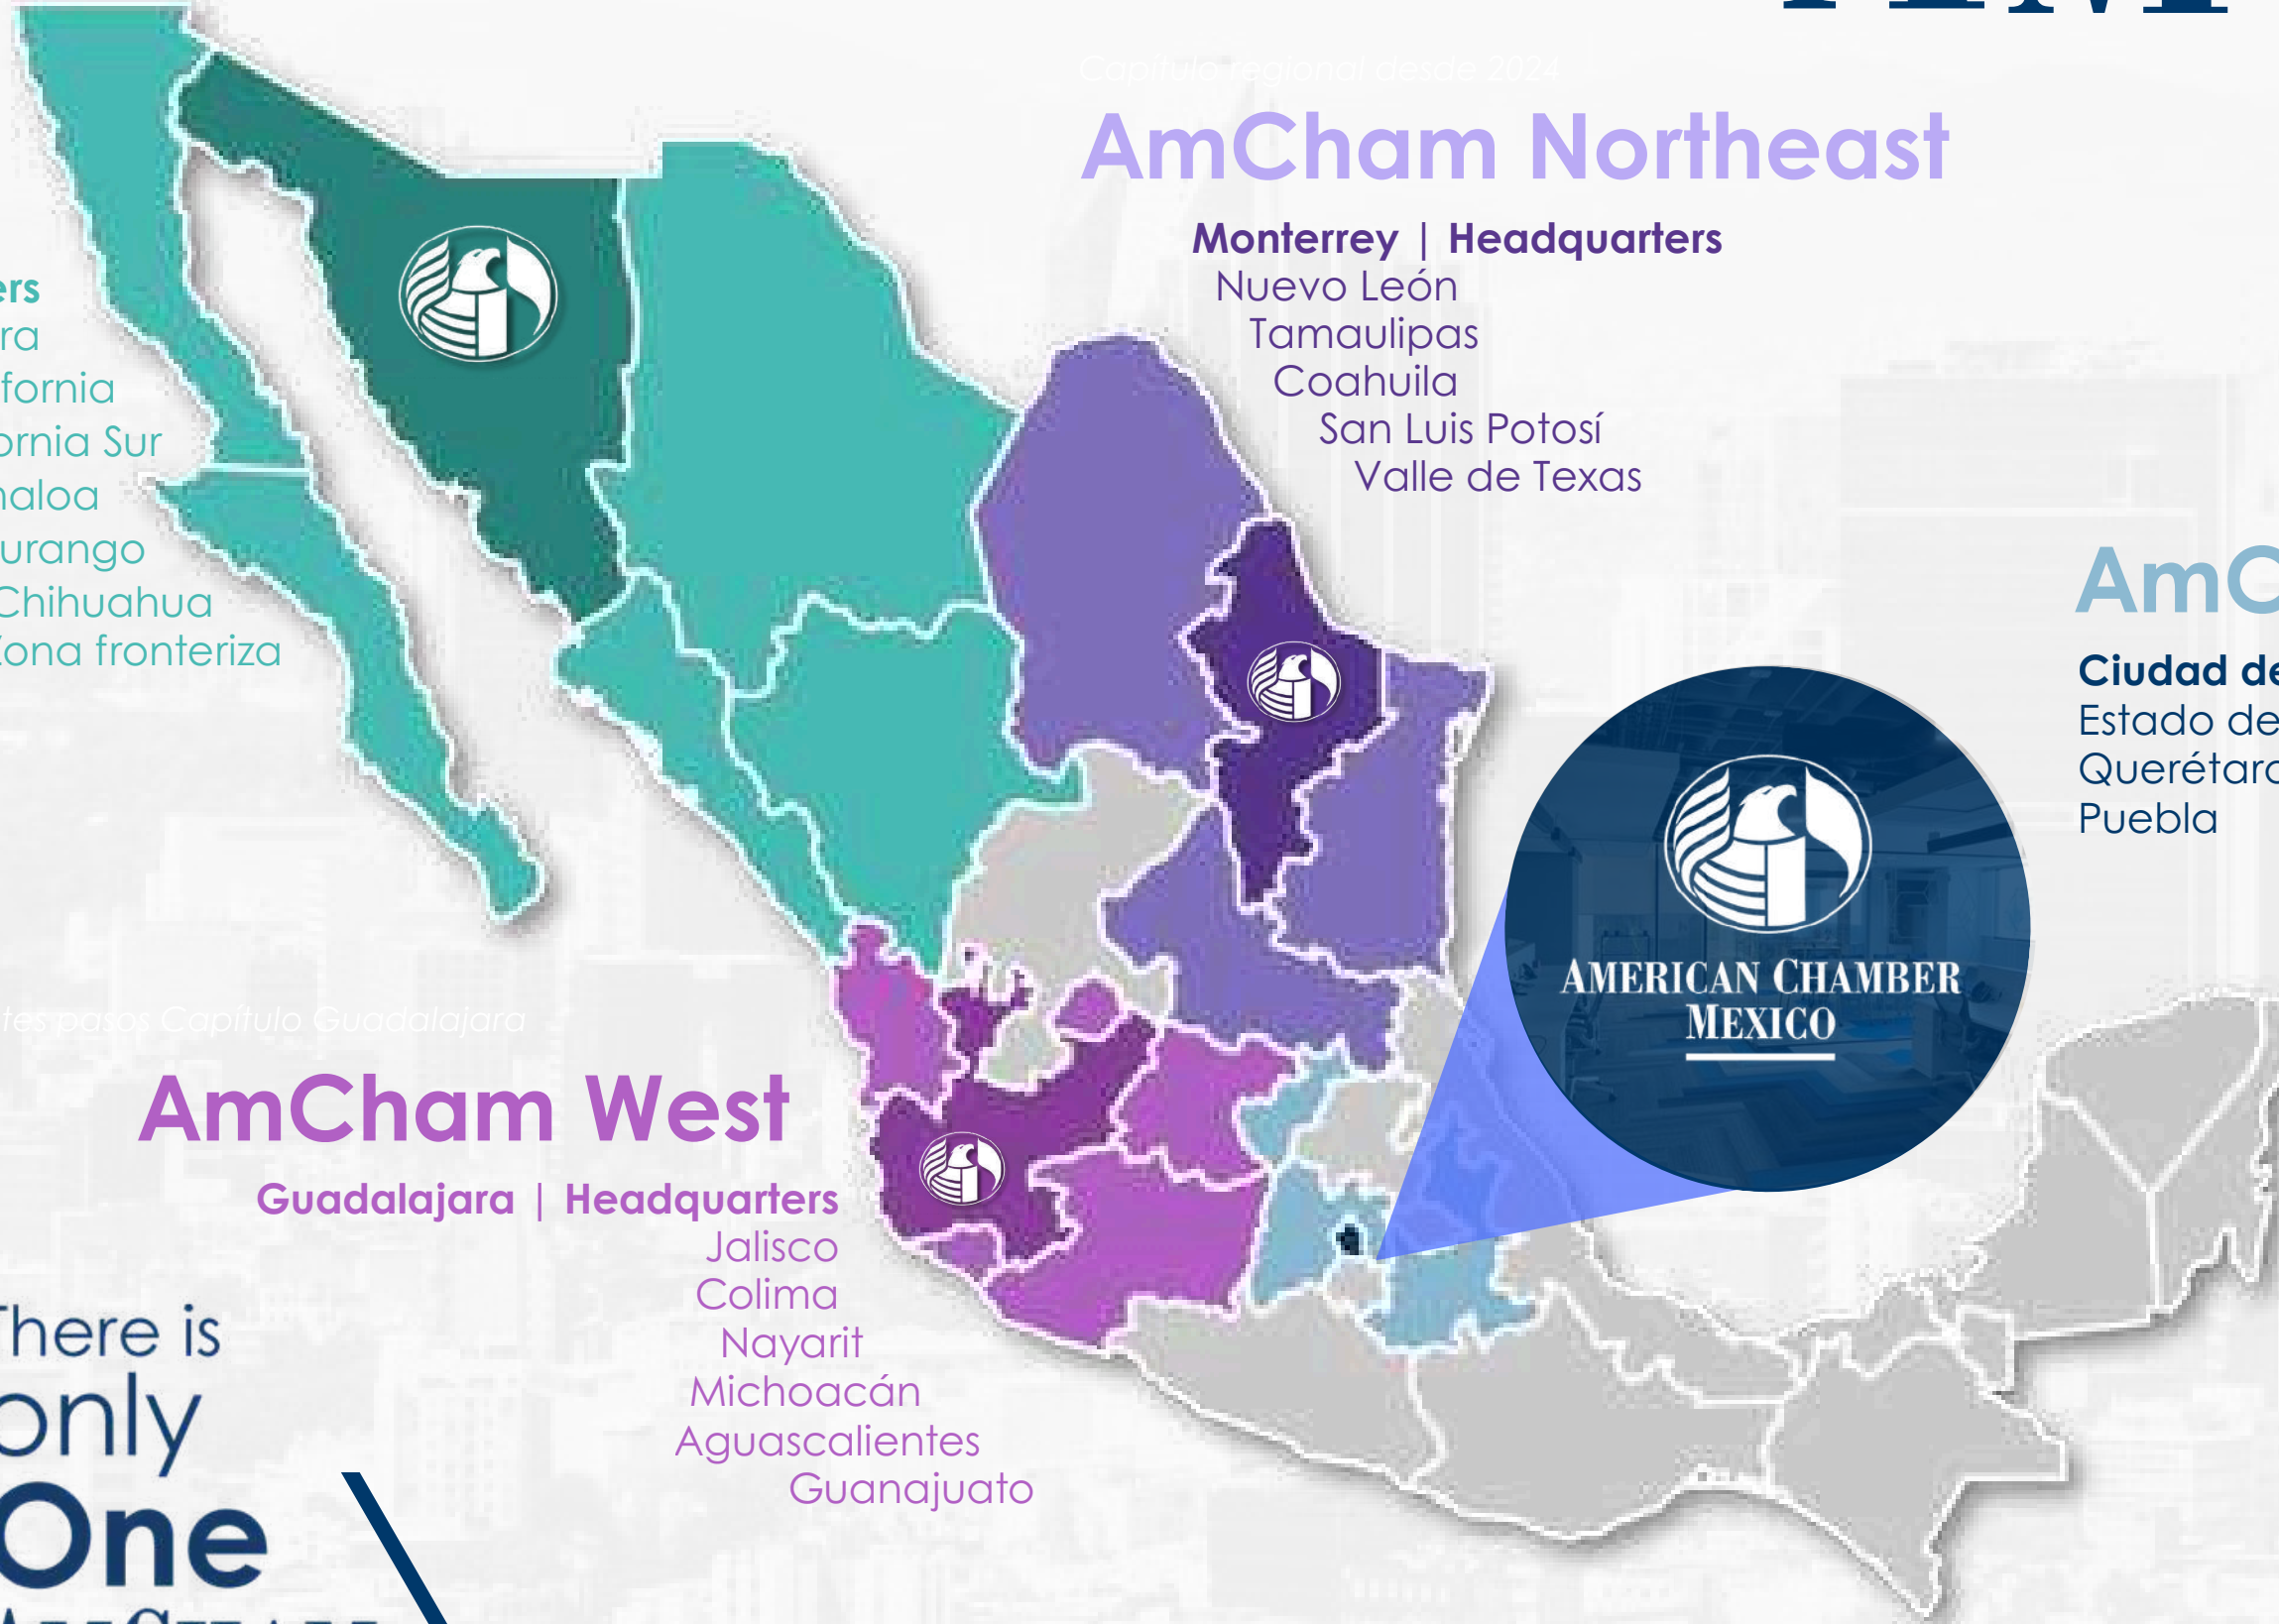 Capítulo regional desde 2024
AmCham Northeast
Monterrey | Headquarters
Nuevo León
Tamaulipas
Coahuila
San Luis Potosí
Valle de Texas
ers
ra
fornia
ornia Sur
naloa
urango
Chihuahua
Zona fronteriza
AmC
Ciudad de
Estado de
Querétaro
Puebla
AMERICAN CHAMBER
MEXICO
tes pasos Capítulo Guadalajara
AmCham West
Guadalajara | Headquarters
Jalisco
Colima
Nayarit
Michoacán
Aguascalientes
Guanajuato
There is
only
One